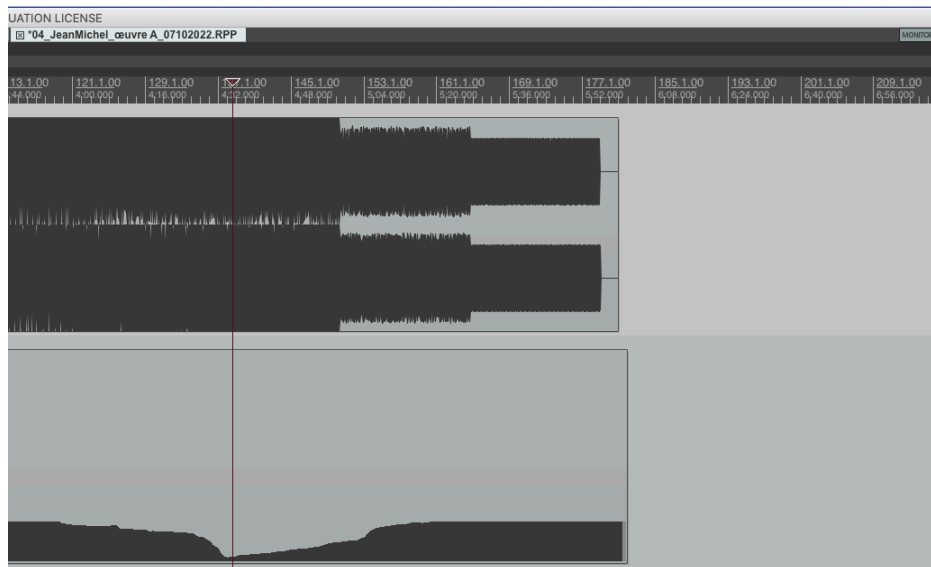 UATION LICENSE
*04_JeanMichel_œuvre A_07102022.RPP
MONITOR
13.1.00 121.1.00 129.1.00 137.1.00 145.1.00 153.1.00 161.1.00 169.1.00 177.1.00 185.1.00 193.1.00 201.1.00 209.1.00
:44.000 4:00.000 4:16.000 4:32.000 4:48.000 5:04.000 5:20.000 5:36.000 5:52.000 6:08.000 6:24.000 6:40.000 6:56.000